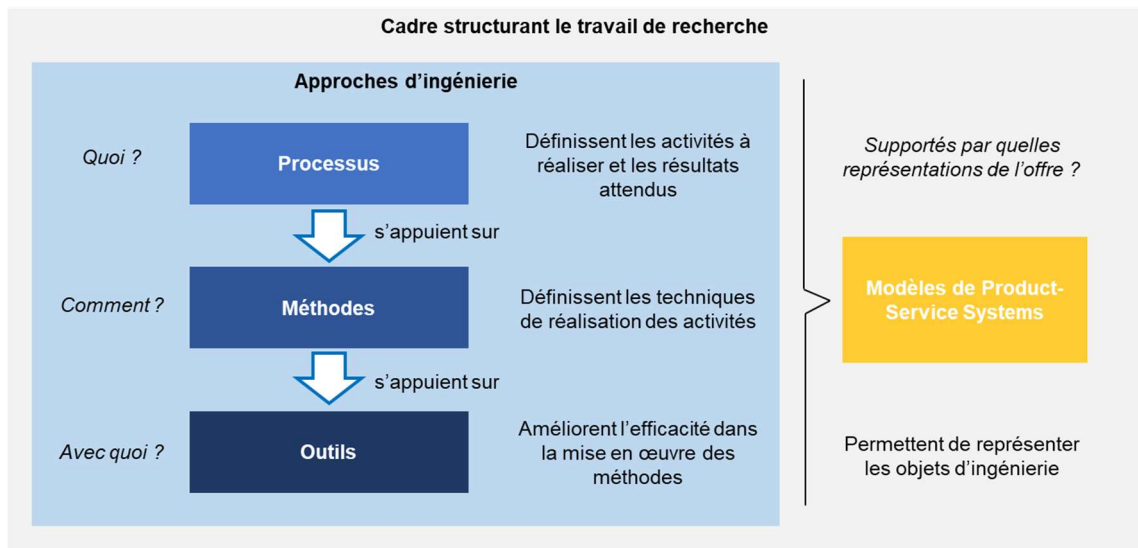 Cadre structurant le travail de recherche
Approches d’ingénierie
Quoi ?
Processus
Définissent les activités à
réaliser et les résultats
attendus
s’appuient sur
Comment ?
Méthodes
Définissent les techniques
de réalisation des activités
s’appuient sur
Avec quoi ?
Outils
Améliorent l’efficacité dans
la mise en œuvre des
méthodes
Supportés par quelles
représentations de l’offre ?
Modèles de Product-
Service Systems
Permettent de représenter
les objets d’ingénierie